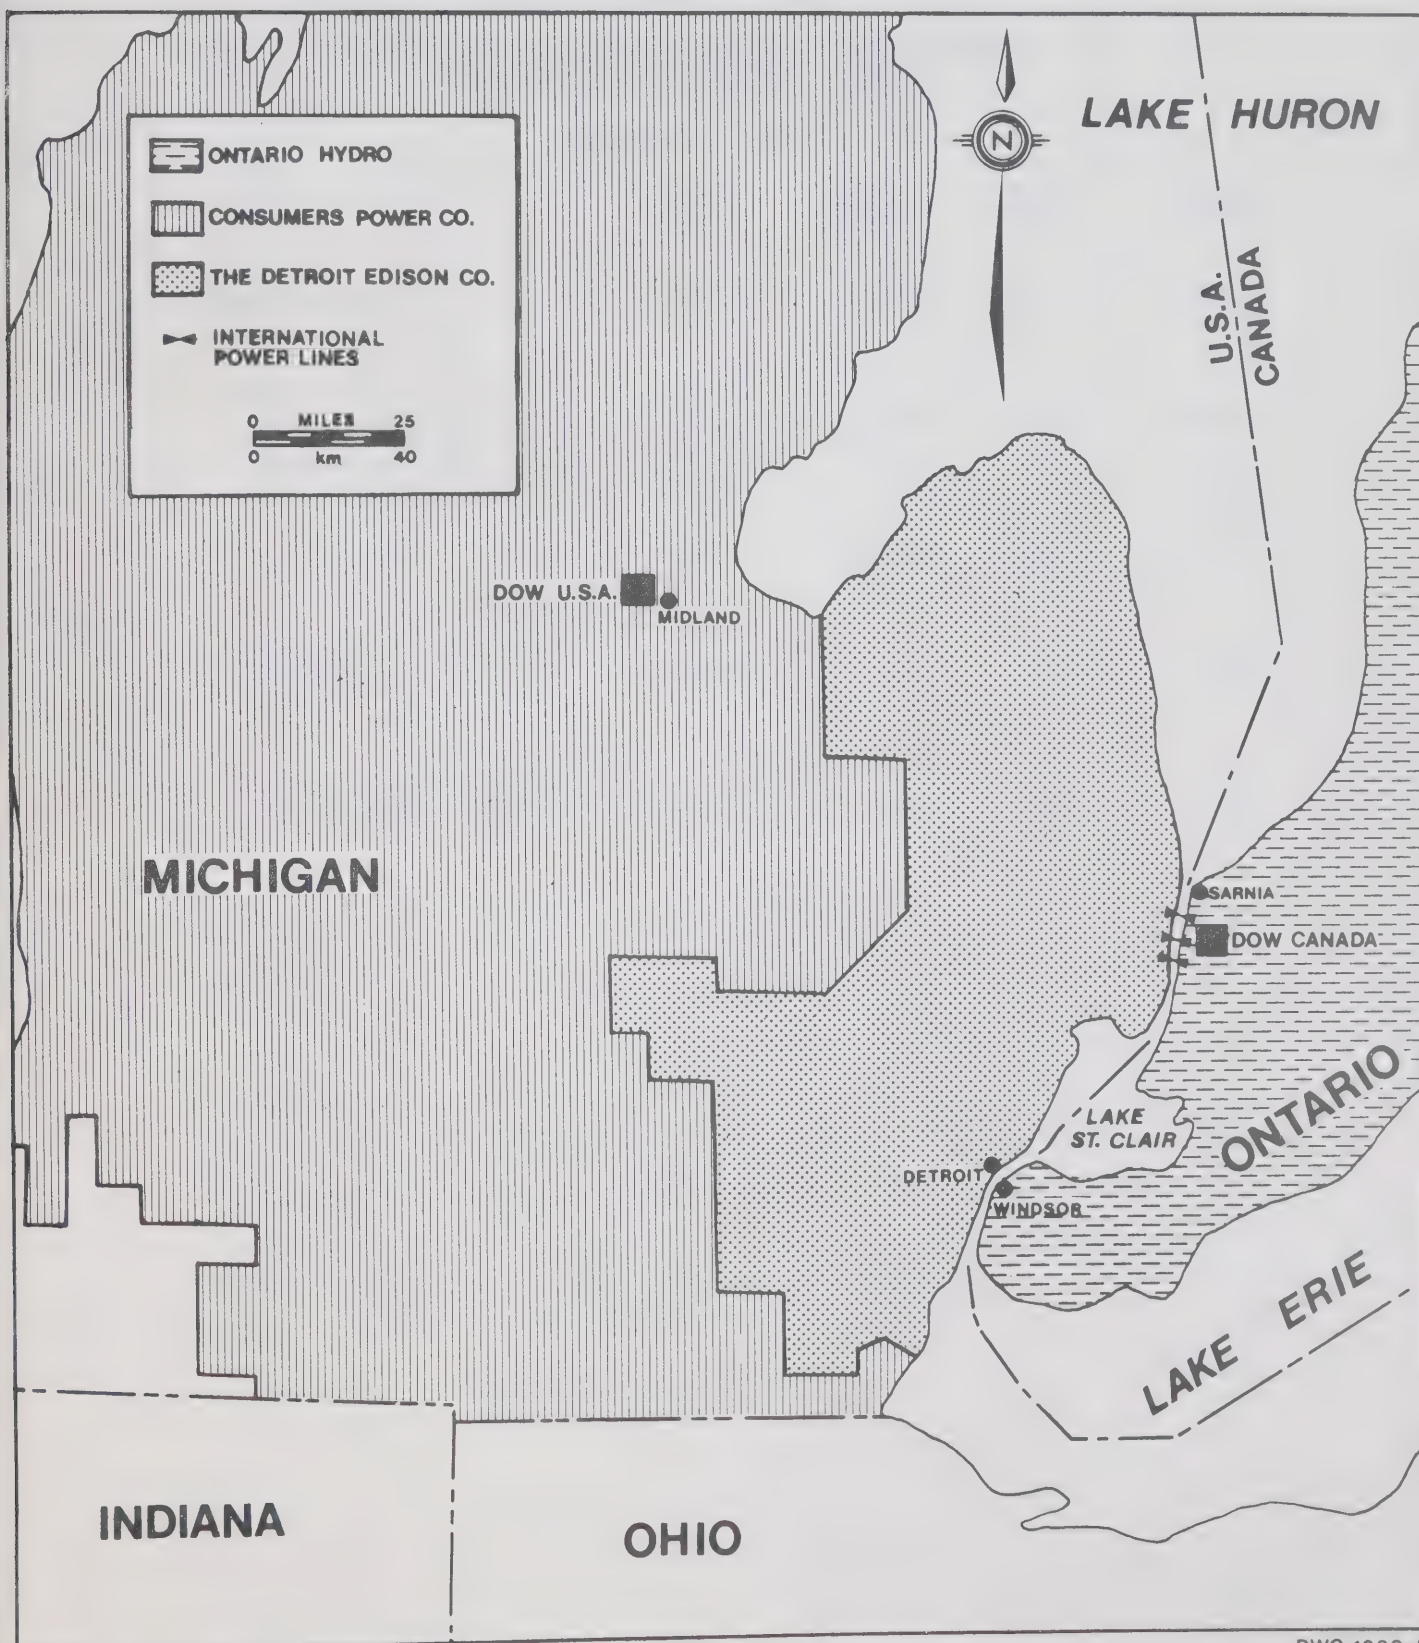 LAKE HURON
N
ONTARIO HYDRO
CONSUMERS POWER CO.
THE DETROIT EDISON CO.
INTERNATIONAL
POWER LINES
0 MILES 25
0 km 40
U.S.A.
CANADA
DOW U.S.A.
MIDLAND
MICHIGAN
SARNIA
DOW CANADA
ONTARIO
LAKE
ST. CLAIR
DETROIT
WINDSOR
LAKE ERIE
INDIANA
OHIO